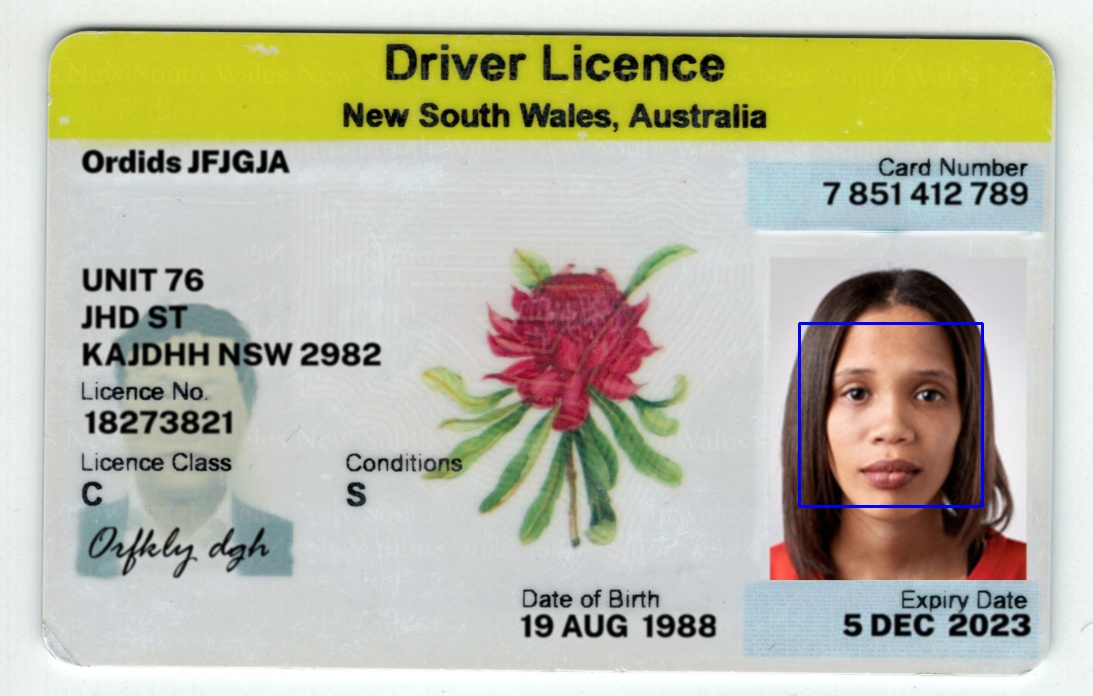 Driver Licence
New South Wales, Australia
Ordids JFJGJA
Card Number
7 851 412 789
UNIT 76
JHD ST
KAJDHH NSW 2982
Licence No.
18273821
Licence Class
Conditions
C
S
Orfkly dgh
Date of Birth
19 AUG 1988
Expiry Date
5 DEC 2023